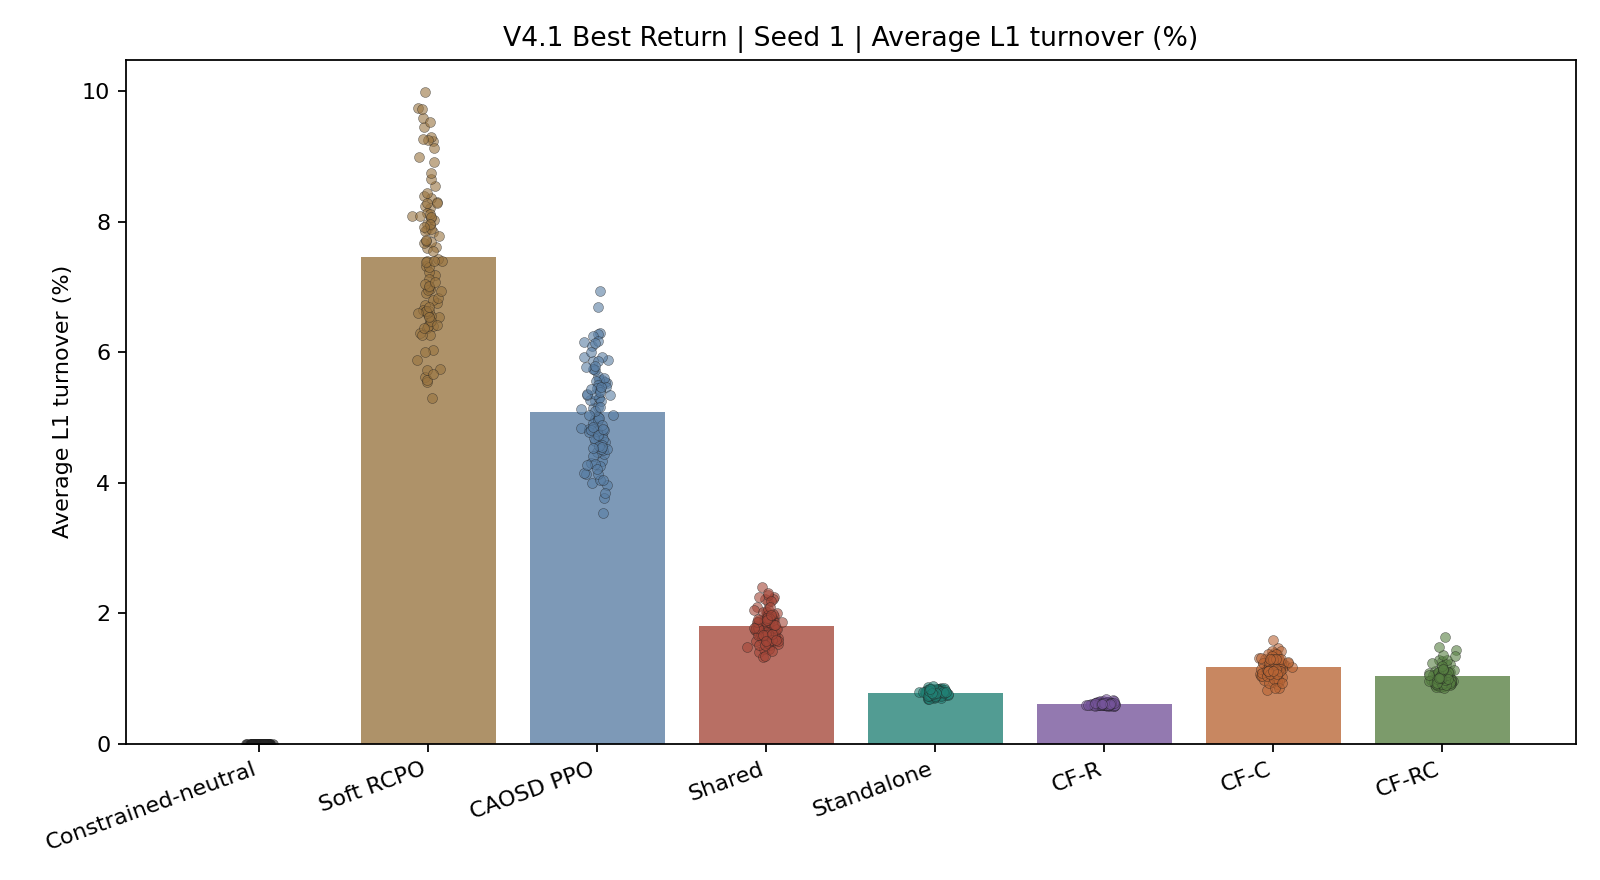 V4.1 Best Return | Seed 1 | Average L1 turnover (%)
Average L1 turnover (%)
10
8
6
4
2
0
Constrained-neutral
Soft RCPO
CAOSD PPO
Shared
Standalone
CF-R
CF-C
CF-RC